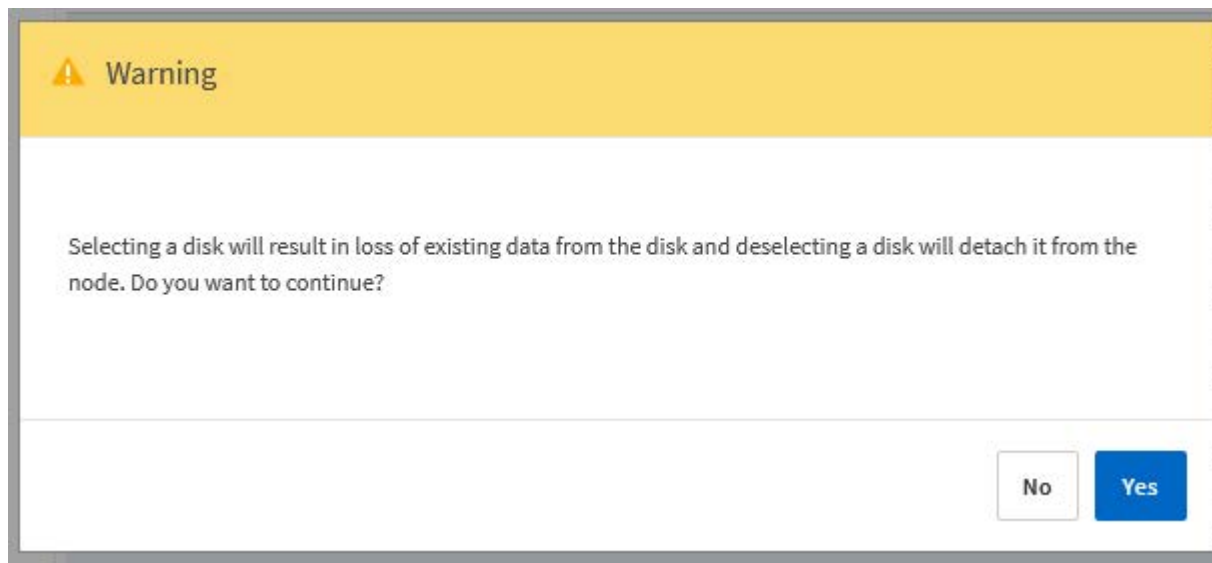 Warning
Selecting a disk will result in loss of existing data from the disk and deselecting a disk will detach it from the
node. Do you want to continue?
No
Yes